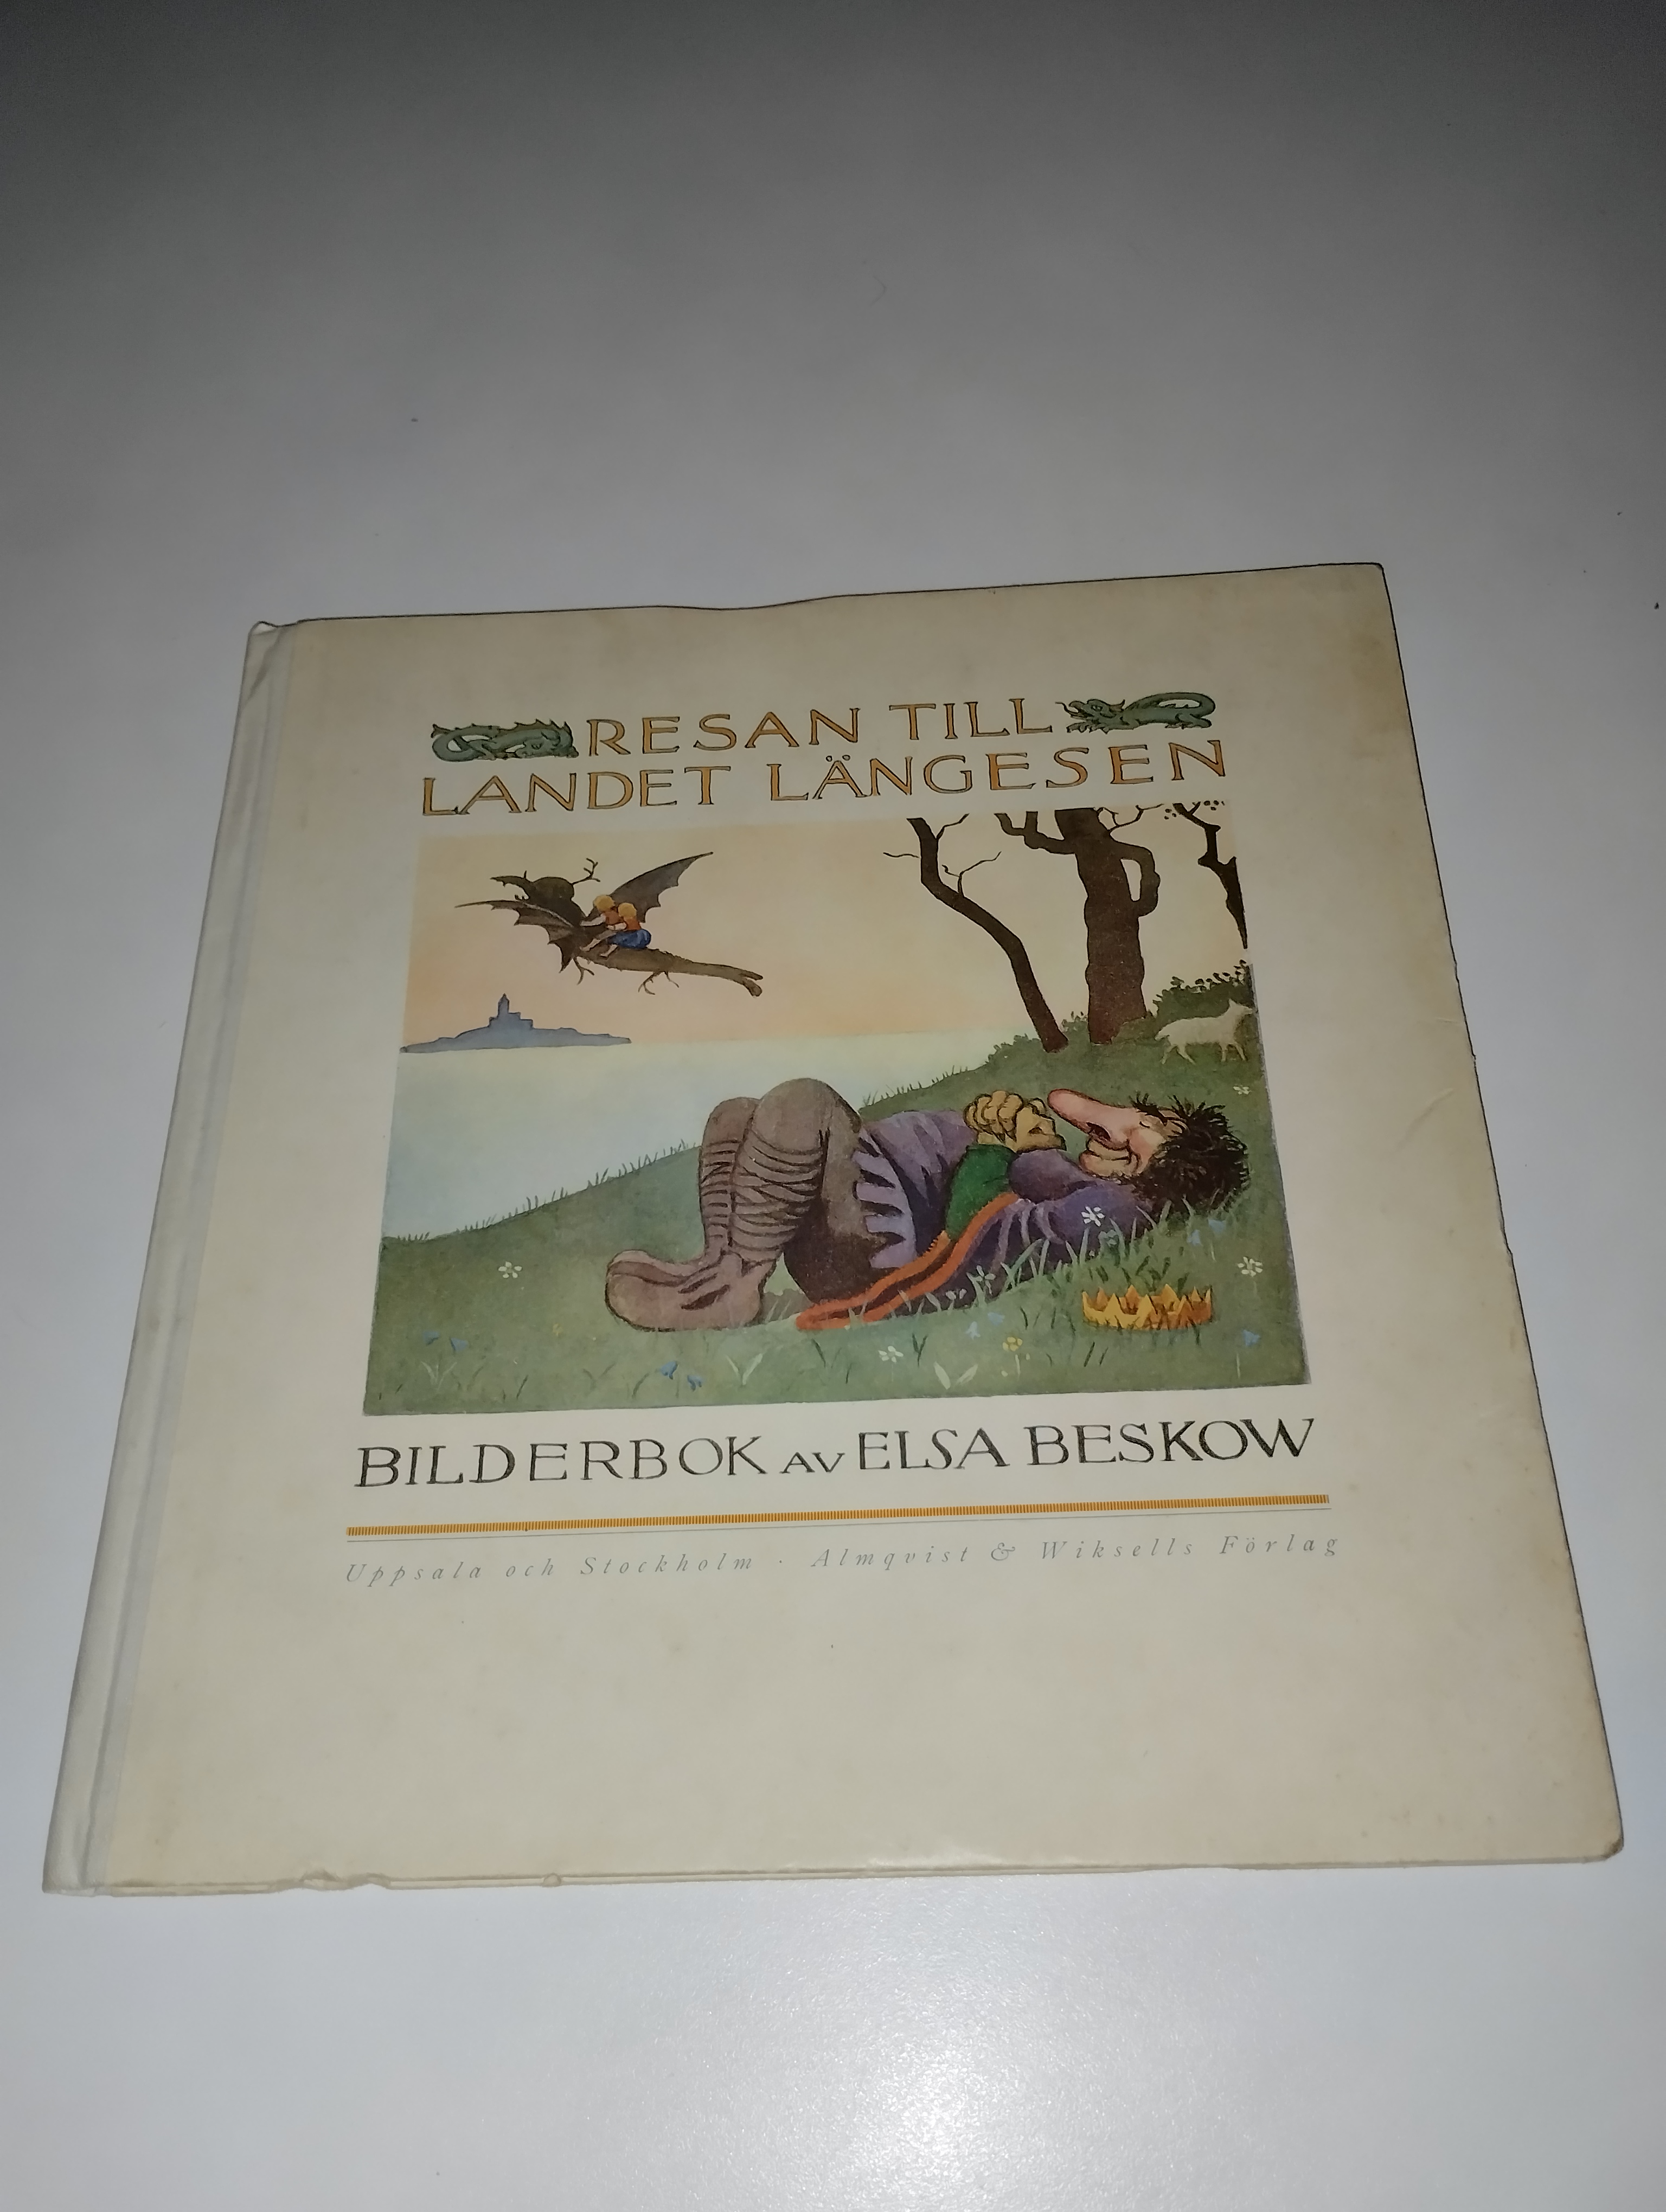 RESAN TILL
LANDET LÄNGESEN
BILDERBOK AV ELSA BESKOW
Uppsala och Stockholm · Almqvist & Wiksells Förlag